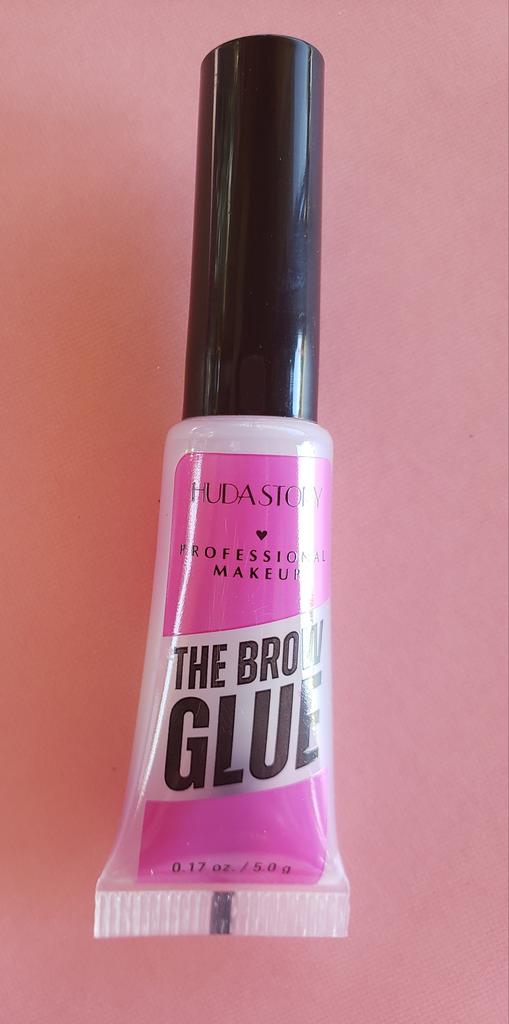 HUDA STORY
PROFESSIONAL
MAKEUP
THE BROW
GLUE
0.17 oz. / 5.0 g